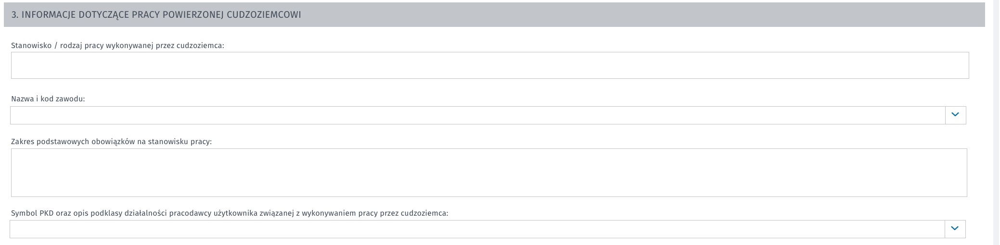 3. INFORMACJE DOTYCZĄCE PRACY POWIERZONEJ CUDZOZIEMCOWI
Stanowisko / rodzaj pracy wykonywanej przez cudzoziemca:
Nazwa i kod zawodu:
Zakres podstawowych obowiązków na stanowisku pracy:
Symbol PKD oraz opis podklasy działalności pracodawcy użytkownika związanej z wykonywaniem pracy przez cudzoziemca: